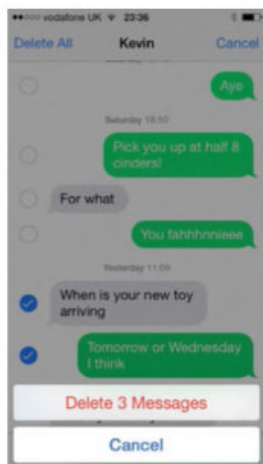 vodafone UK 23:36
Delete All Kevin Cancel
Aye
Saturday 18:50
Pick you up at half 8
cinders!
For what
You fahhhnnieee
Yesterday 11:09
When is your new toy
arriving
Tomorrow or Wednesday
I think
Delete 3 Messages
Cancel